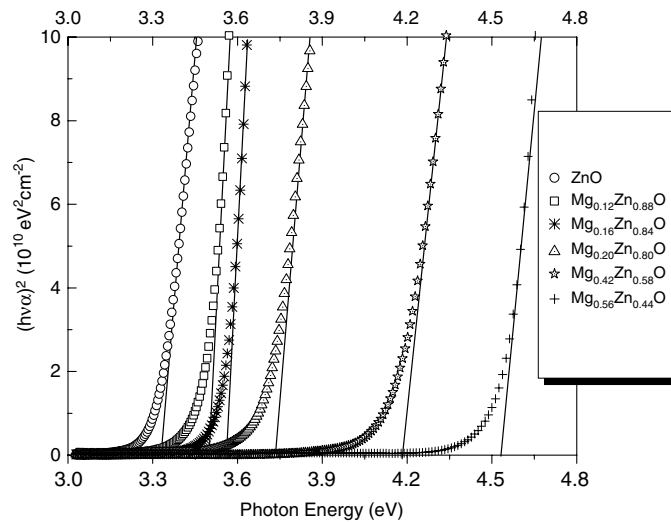 3.0 3.3 3.6 3.9 4.2 4.5 4.8
10
8
6
4
2
0
(hνα)² (10¹⁰ eV²cm⁻²)
ZnO
Mg₀.₁₂Zn₀.₈₈O
Mg₀.₁₆Zn₀.₈₄O
Mg₀.₂₀Zn₀.₈₀O
Mg₀.₄₂Zn₀.₅₈O
Mg₀.₅₆Zn₀.₄₄O
3.0 3.3 3.6 3.9 4.2 4.5 4.8
Photon Energy (eV)